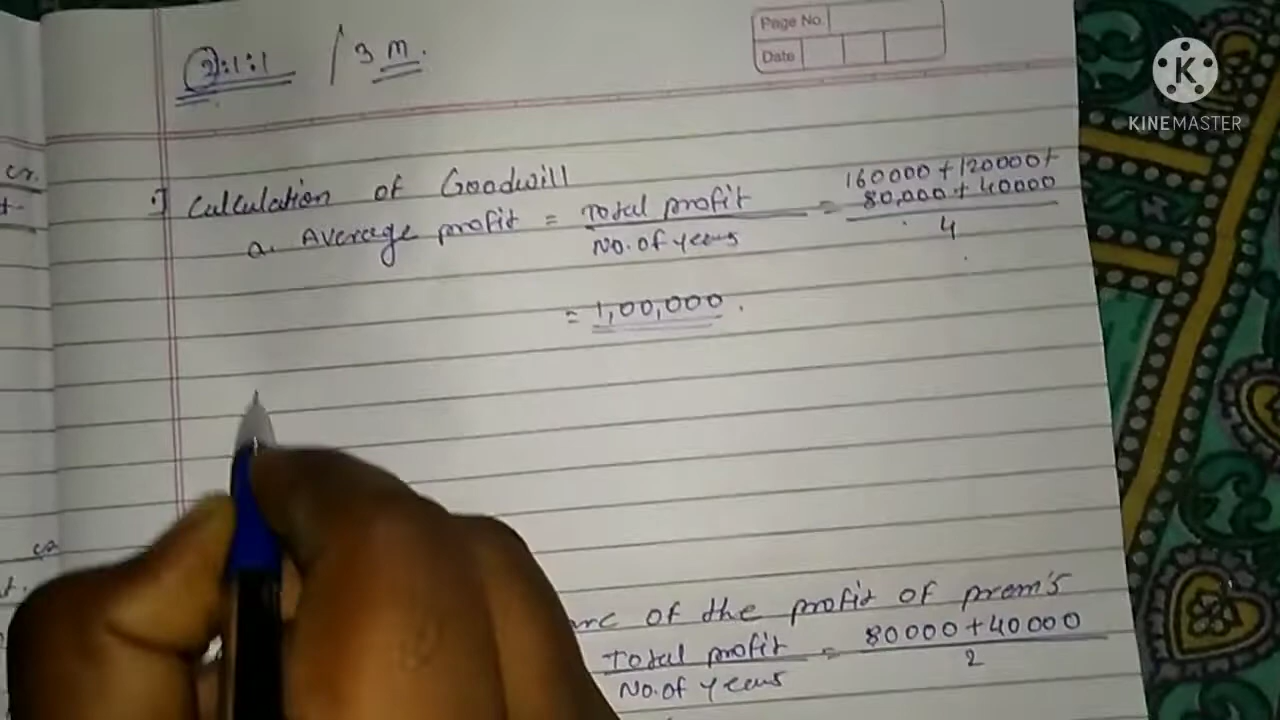 Page No.
Date
2:1:1 / 3 m.
K
KINEMASTER
cr.
1] Calculation of Goodwill
a. Average profit = Total profit / No. of years = 160000 + 120000 + 80,000 + 40000 / 4
= 1,00,000.
of the profit of prem's
Total profit / No. of years = 80000 + 40000 / 2